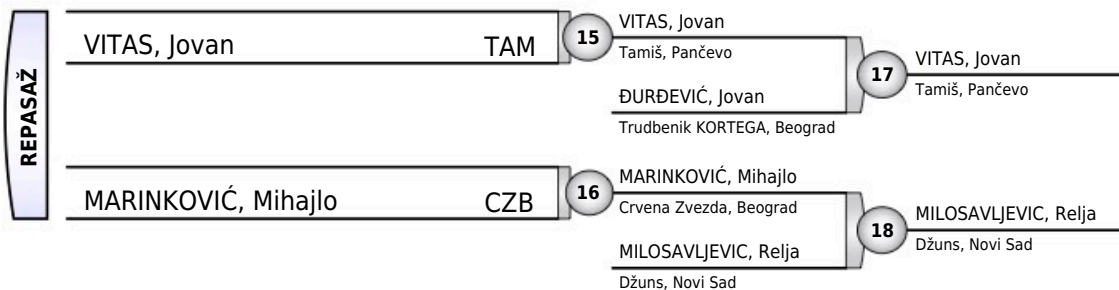 REPASAŽ
VITAS, Jovan TAM
15
VITAS, Jovan
Tamiš, Pančevo
ĐURĐEVIĆ, Jovan
Trudbenik KORTEGA, Beograd
17
VITAS, Jovan
Tamiš, Pančevo
MARINKOVIĆ, Mihajlo CZB
16
MARINKOVIĆ, Mihajlo
Crvena Zvezda, Beograd
MILOSAVLJEVIC, Relja
Džuns, Novi Sad
18
MILOSAVLJEVIC, Relja
Džuns, Novi Sad